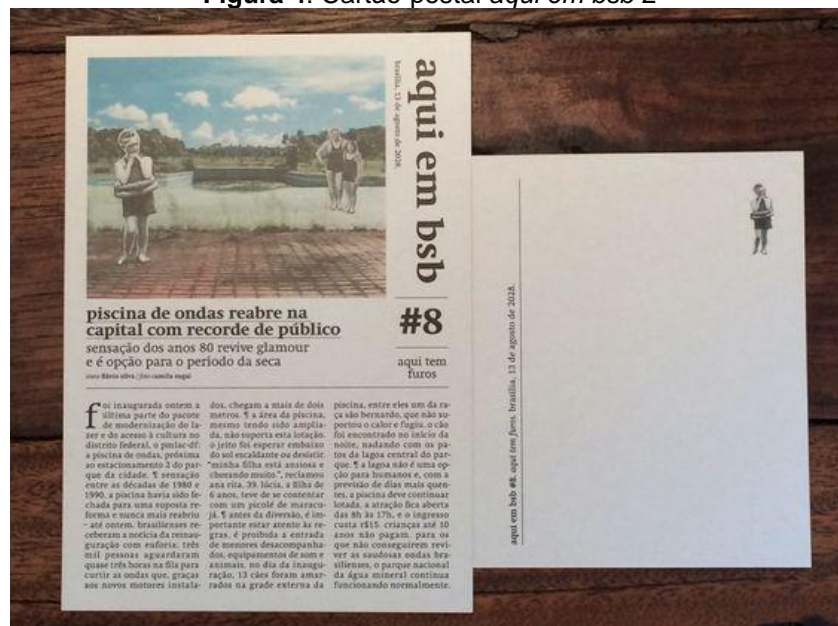 Figura 4. Cartão postal aqui em bsb 2
aqui em bsb
brasília, 13 de agosto de 2028.
#8
aqui tem
furos
piscina de ondas reabre na
capital com recorde de público
sensação dos anos 80 revive glamour
e é opção para o período da seca
texto flávio silva | foto camila
foi inaugurada ontem a
última parte do pacote
de modernização do la-
zer e do acesso à cultura no
distrito federal, o pmlac-df:
a piscina de ondas, próxima
ao estacionamento 2 do par-
que da cidade. ¶ sensação
entre as décadas de 1980 e
1990, a piscina havia sido fe-
chada para uma suposta re-
forma e nunca mais reabriu
– até ontem. brasilienses re-
ceberam a notícia da reinau-
guração com euforia: três
mil pessoas aguardaram
quase três horas na fila para
curtir as ondas que, graças
aos novos motores instala-
dos, chegam a mais de dois
metros. ¶ a área da piscina,
mesmo tendo sido amplia-
da, não suporta esta lotação.
o jeito foi esperar embaixo
do sol escaldante ou desistir.
"minha filha está ansiosa e
chorando muito.", reclamou
ana rita, 39. lúcia, a filha de
6 anos, teve de se contentar
com um picolé de maracu-
já. ¶ antes da diversão, é im-
portante estar atento às re-
gras. é proibida a entrada
de menores desacompanha-
dos, equipamentos de som e
animais. no dia da inaugu-
ração, 13 cães foram amar-
rados na grade externa da
piscina, entre eles um da ra-
ça são bernardo, que não su-
portou o calor e fugiu. o cão
foi encontrado no início da
noite, nadando com os pa-
tos da lagoa central do par-
que. ¶ a lagoa não é uma op-
ção para humanos e, com a
previsão de dias mais quen-
tes, a piscina deve continuar
lotada. a atração fica aberta
das 8h às 17h, e o ingresso
custa r$15. crianças até 10
anos não pagam. para os
que não conseguirem revi-
ver as saudosas ondas bra-
silienses, o parque nacional
da água mineral continua
funcionando normalmente.
aqui em bsb #8, aqui tem furos. brasília, 13 de agosto de 2028.